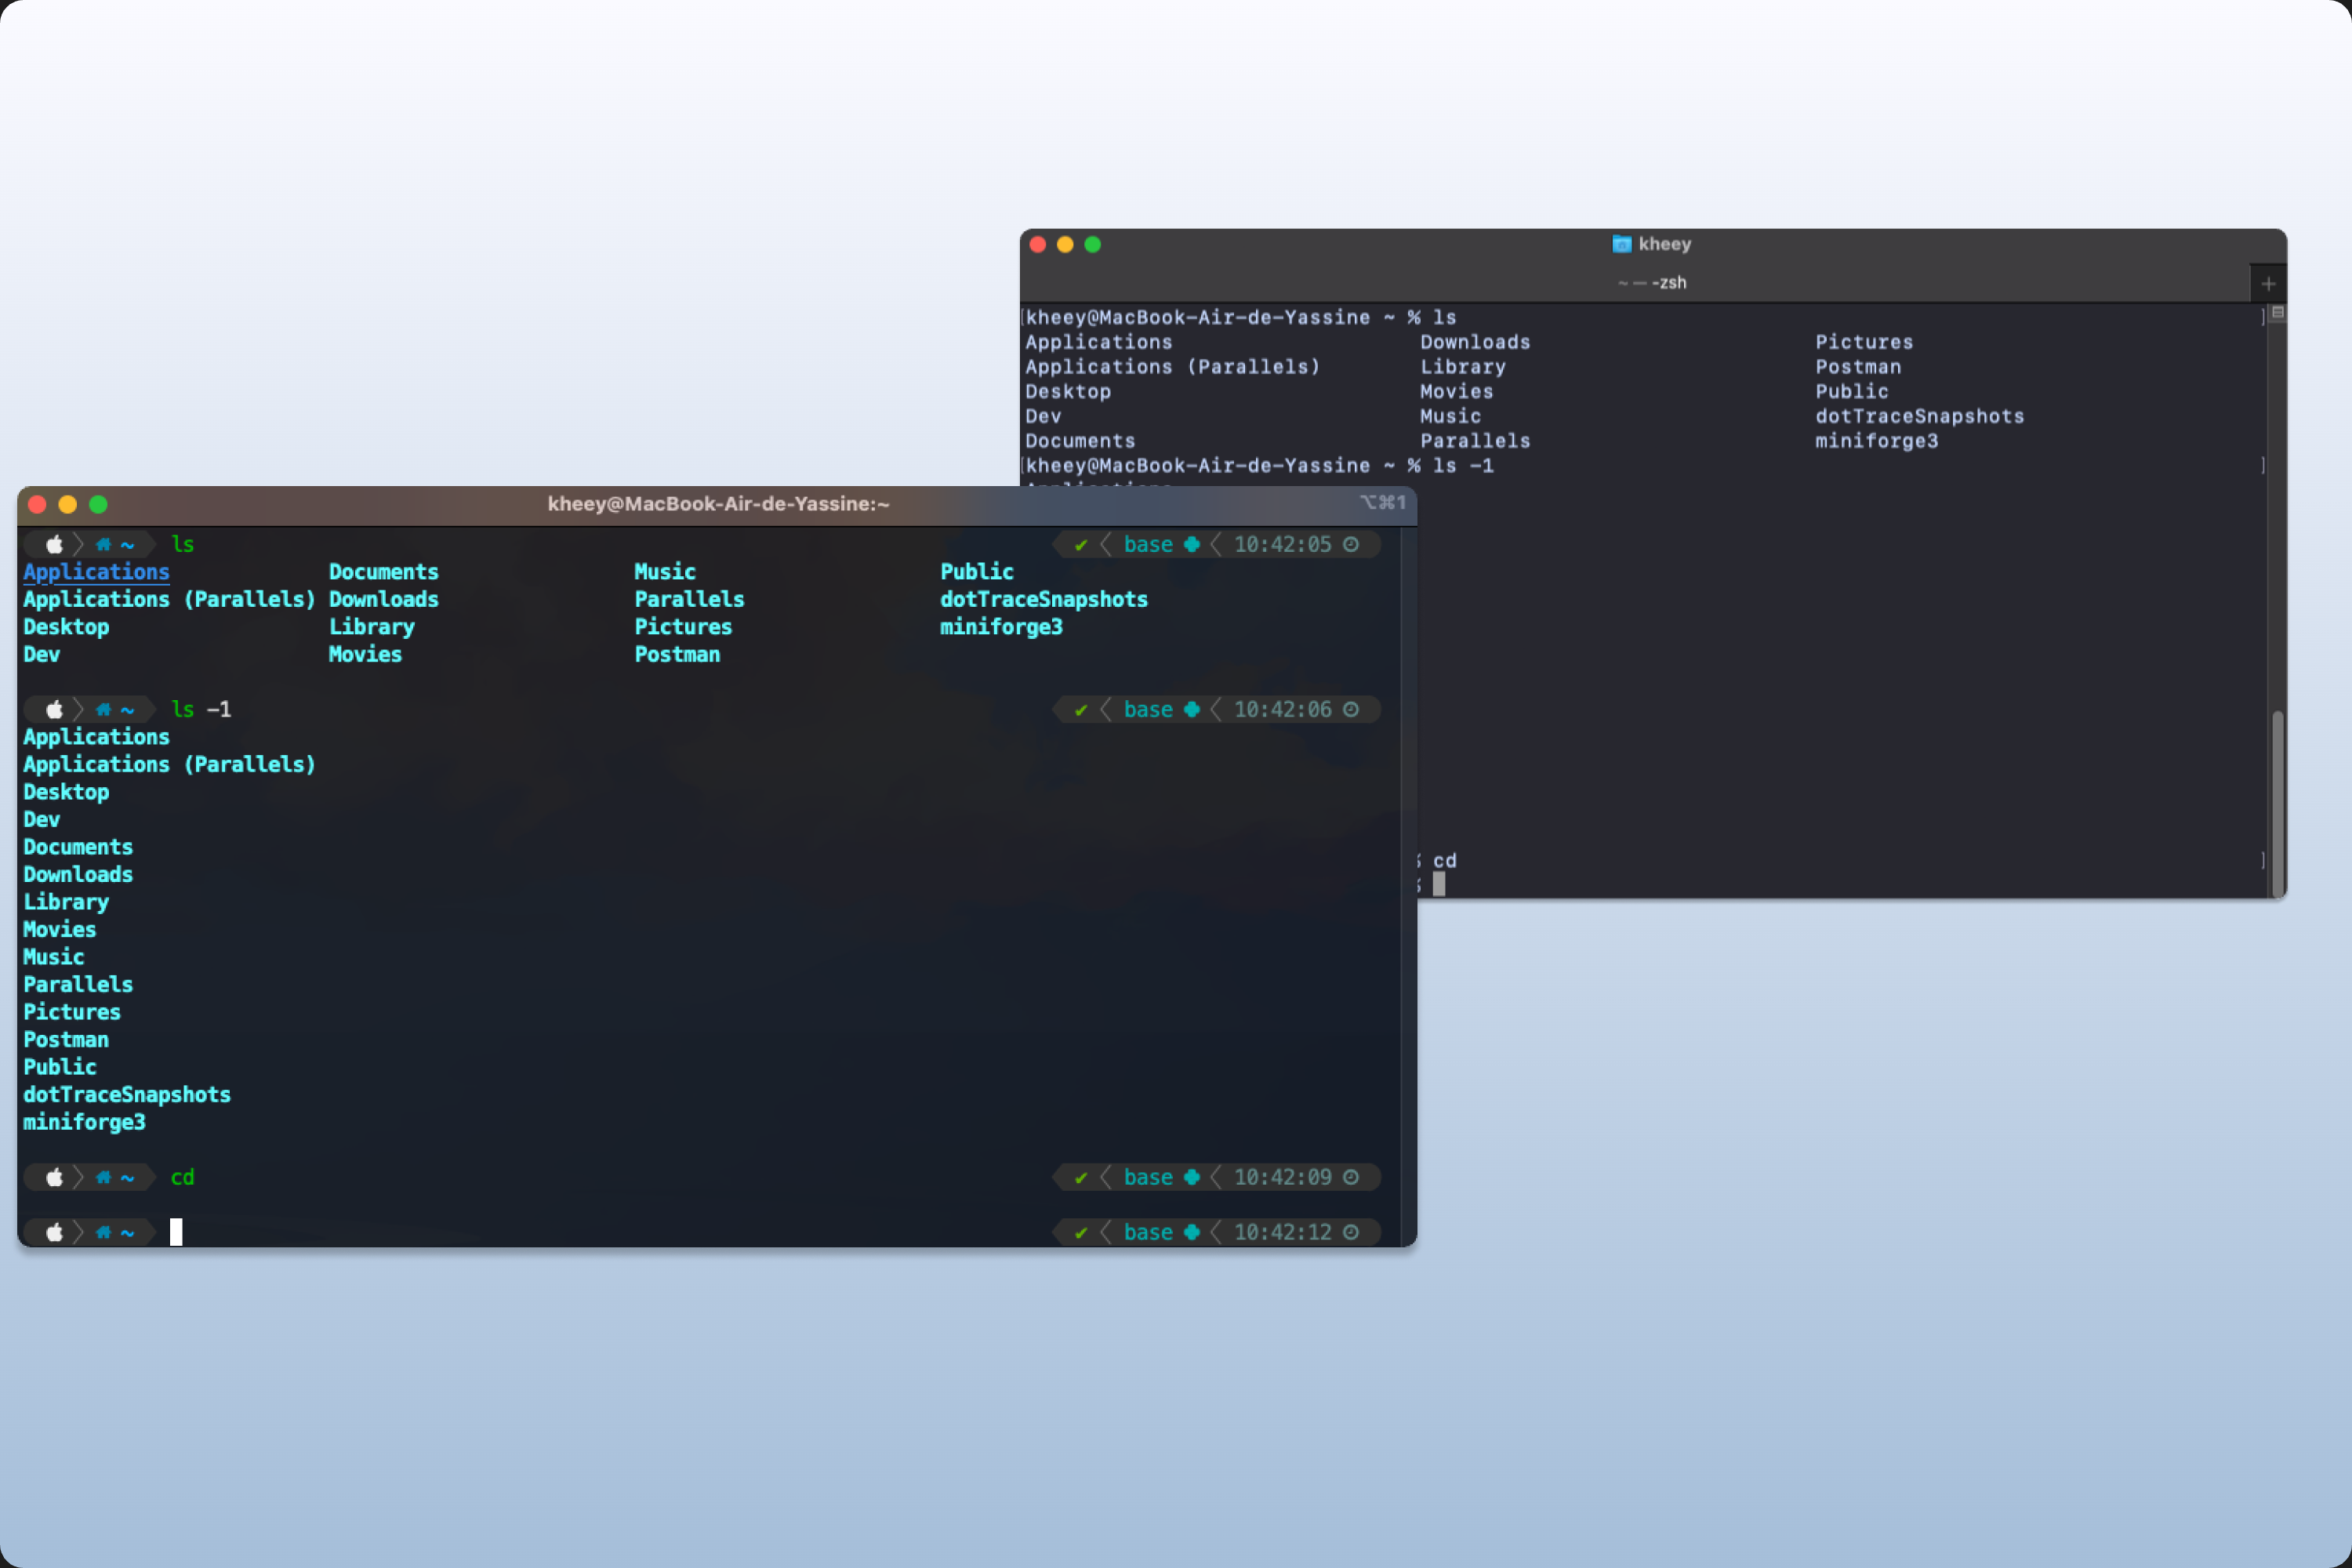 kheey
~ — -zsh
kheey@MacBook-Air-de-Yassine ~ % ls
Applications Downloads Pictures
Applications (Parallels) Library Postman
Desktop Movies Public
Dev Music dotTraceSnapshots
Documents Parallels miniforge3
kheey@MacBook-Air-de-Yassine ~ % ls -1
% cd
%
kheey@MacBook-Air-de-Yassine:~ ⌥⌘1
~ ls ✔ base 10:42:05
Applications Documents Music Public
Applications (Parallels) Downloads Parallels dotTraceSnapshots
Desktop Library Pictures miniforge3
Dev Movies Postman
~ ls -1 ✔ base 10:42:06
Applications
Applications (Parallels)
Desktop
Dev
Documents
Downloads
Library
Movies
Music
Parallels
Pictures
Postman
Public
dotTraceSnapshots
miniforge3
~ cd ✔ base 10:42:09
~ ✔ base 10:42:12